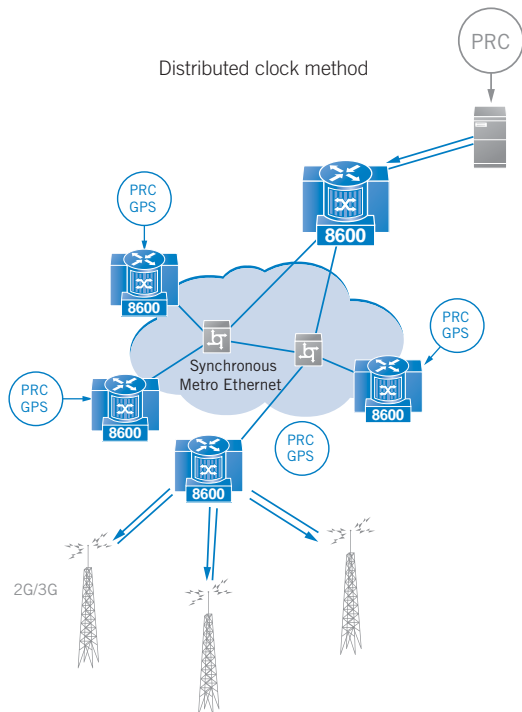 PRC
Distributed clock method
PRC
GPS
8600
8600
PRC
GPS
Synchronous
Metro Ethernet
PRC
GPS
8600
8600
PRC
GPS
8600
2G/3G